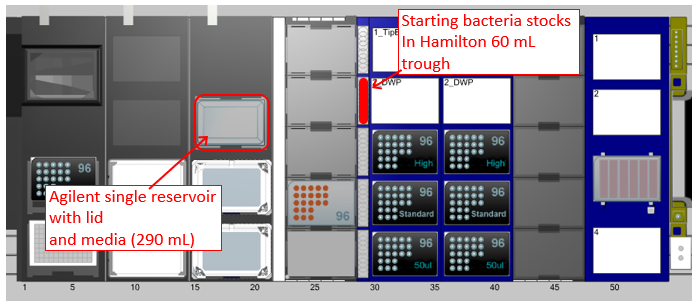 Starting bacteria stocks
In Hamilton 60 mL
trough
1_TipE
2_DWP
2_DWP
1
2
4
96
High
96
High
96
96
Standard
96
Standard
96
96
50ul
96
50ul
Agilent single reservoir
with lid
and media (290 mL)
1 5 10 15 20 25 30 35 40 45 50